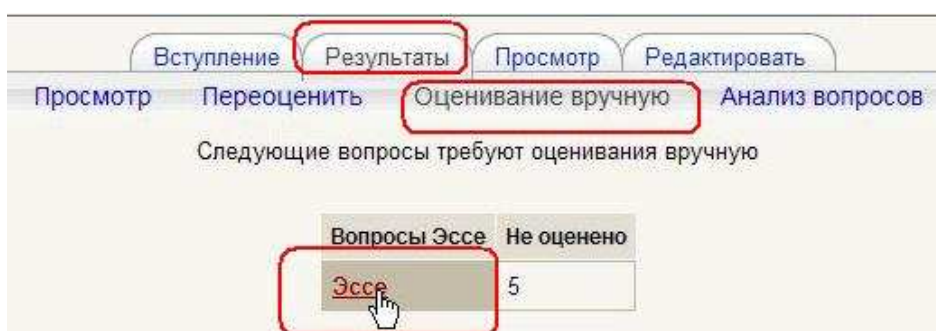 Вступление Результаты Просмотр Редактировать
Просмотр Переоценить Оценивание вручную Анализ вопросов
Следующие вопросы требуют оценивания вручную
Вопросы Эссе Не оценено
Эссе 5